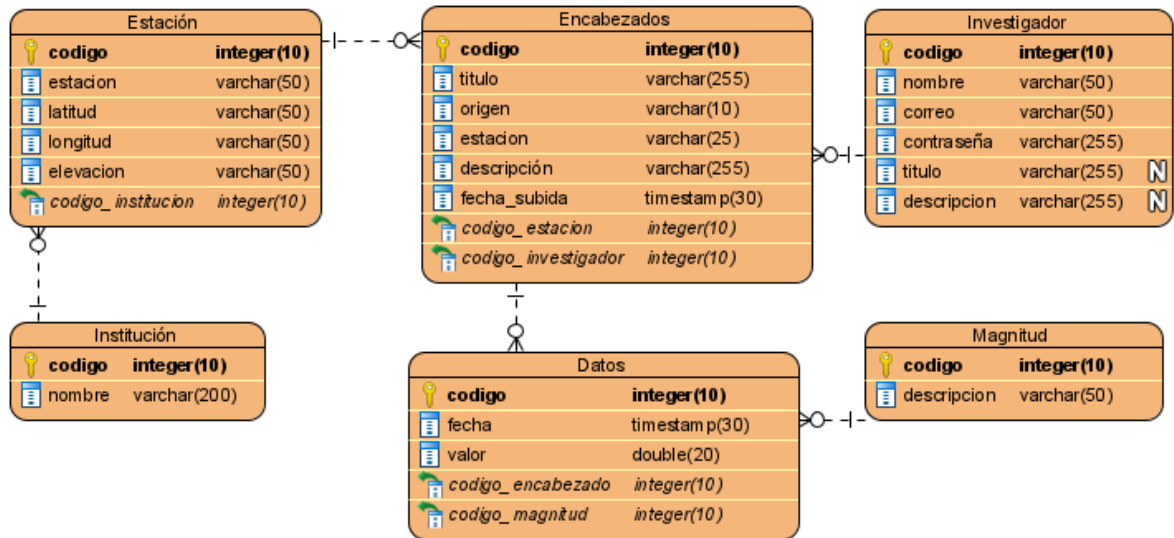 Estación
codigo integer(10)
estacion varchar(50)
latitud varchar(50)
longitud varchar(50)
elevacion varchar(50)
codigo_institucion integer(10)
Encabezados
codigo integer(10)
titulo varchar(255)
origen varchar(10)
estacion varchar(25)
descripción varchar(255)
fecha_subida timestamp(30)
codigo_estacion integer(10)
codigo_investigador integer(10)
Investigador
codigo integer(10)
nombre varchar(50)
correo varchar(50)
contraseña varchar(255)
titulo varchar(255) N
descripcion varchar(255) N
Institución
codigo integer(10)
nombre varchar(200)
Datos
codigo integer(10)
fecha timestamp(30)
valor double(20)
codigo_encabezado integer(10)
codigo_magnitud integer(10)
Magnitud
codigo integer(10)
descripcion varchar(50)